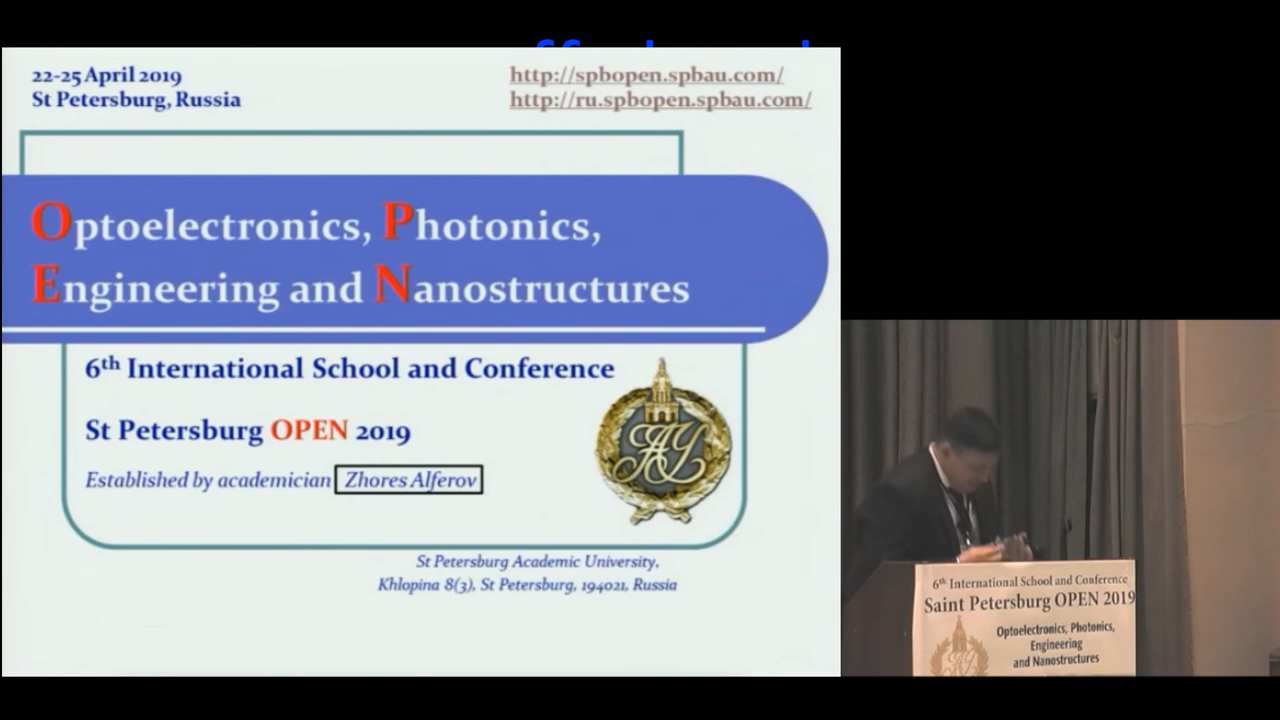 22-25 April 2019
St Petersburg, Russia
http://spbopen.spbau.com/
http://ru.spbopen.spbau.com/
Optoelectronics, Photonics,
Engineering and Nanostructures
6th International School and Conference
St Petersburg OPEN 2019
Established by academician Zhores Alferov
St Petersburg Academic University,
Khlopina 8(3), St Petersburg, 194021, Russia
6th International School and Conference
Saint Petersburg OPEN 2019
Optoelectronics, Photonics,
Engineering
and Nanostructures